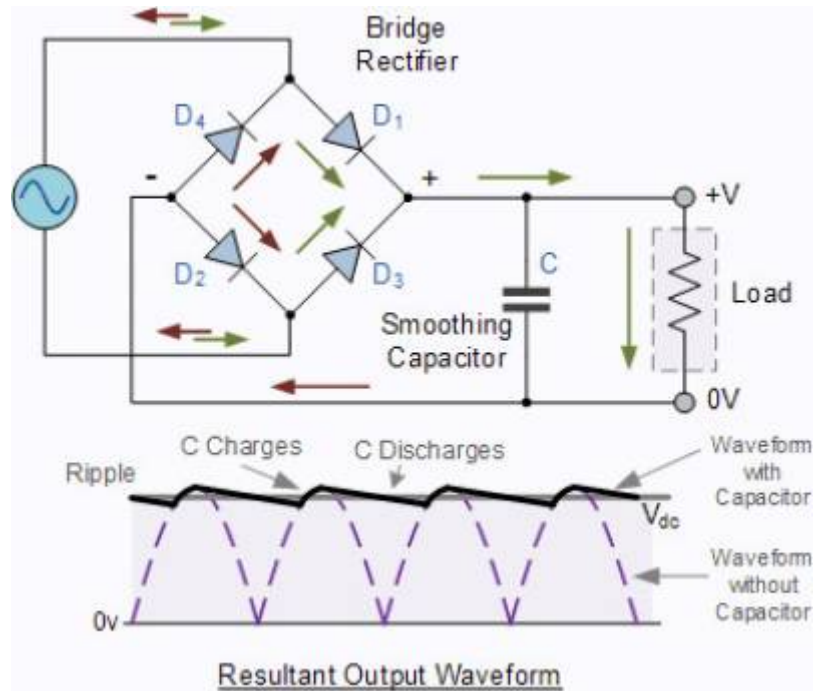 Bridge
Rectifier
D4
D1
-
+
+V
D2
D3
C
Load
Smoothing
Capacitor
0V
C Charges
C Discharges
Waveform
with
Capacitor
Ripple
Vdc
Waveform
without
Capacitor
0v
Resultant Output Waveform